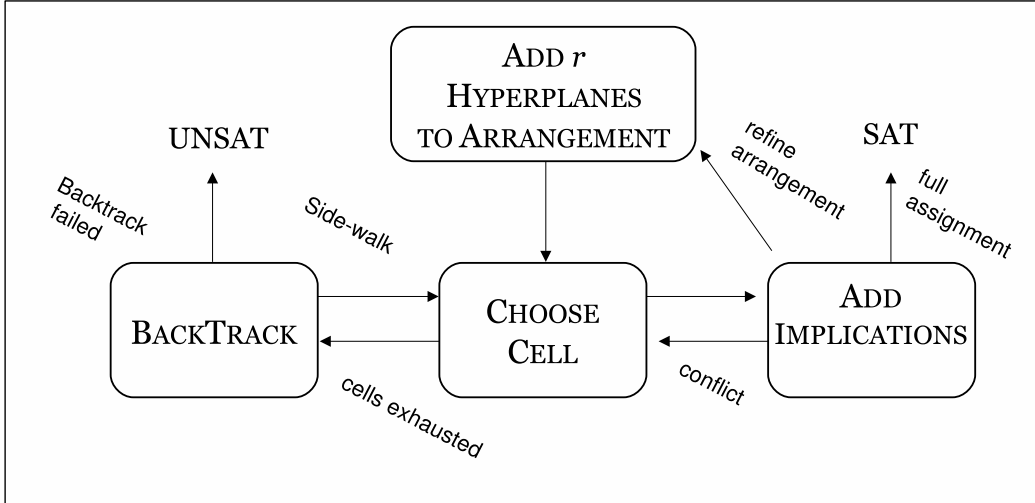 ADD r
HYPERPLANES
TO ARRANGEMENT
UNSAT
SAT
refine
arrangement
full
assignment
Backtrack
failed
Side-walk
BACKTRACK
CHOOSE
CELL
ADD
IMPLICATIONS
cells exhausted
conflict